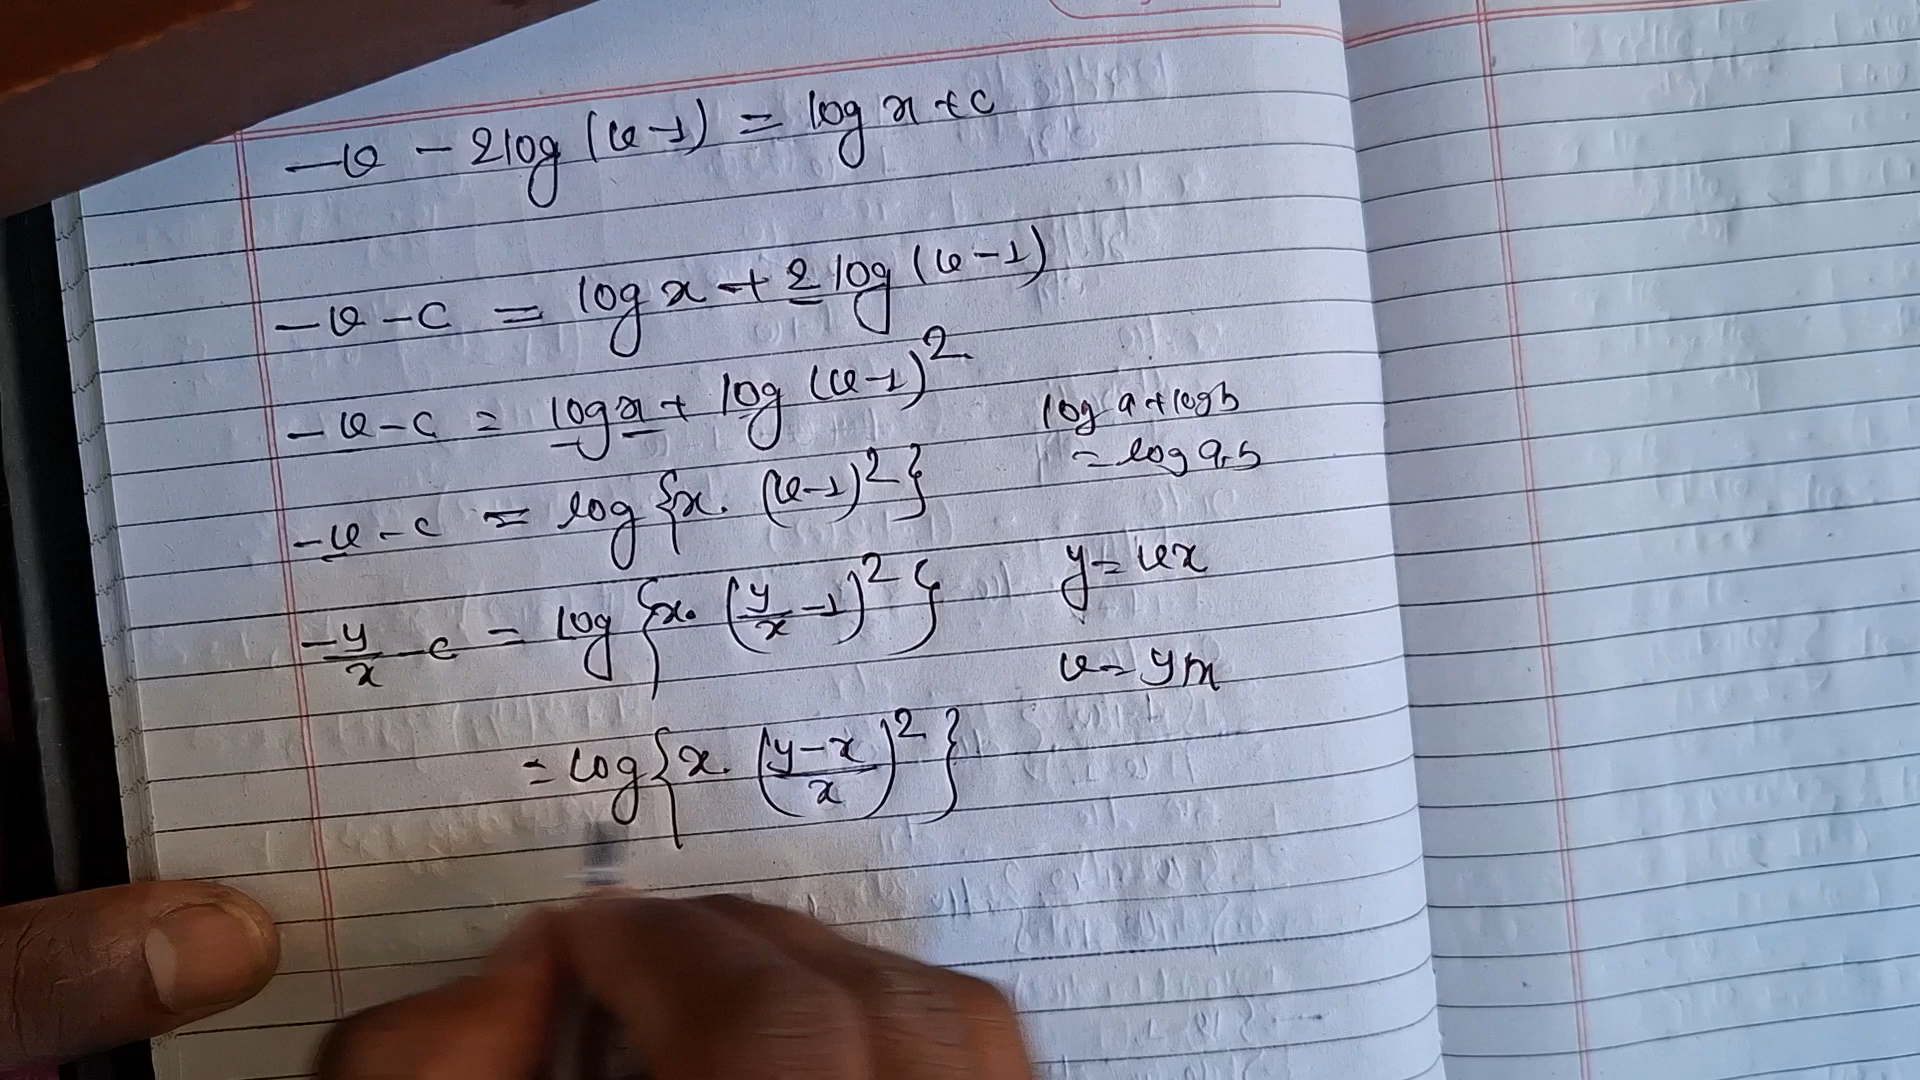 -v - 2log (v-1) = log x + c
-v - c = log x + 2 log (v-1)
-v - c = log x + log (v-1)²
log a + log b
= log a.b
-v - c = log {x. (v-1)²}
y = vx
-y/x - c = log {x. (y/x - 1)²}
v = y/x
= log {x. ((y-x)/x)²}